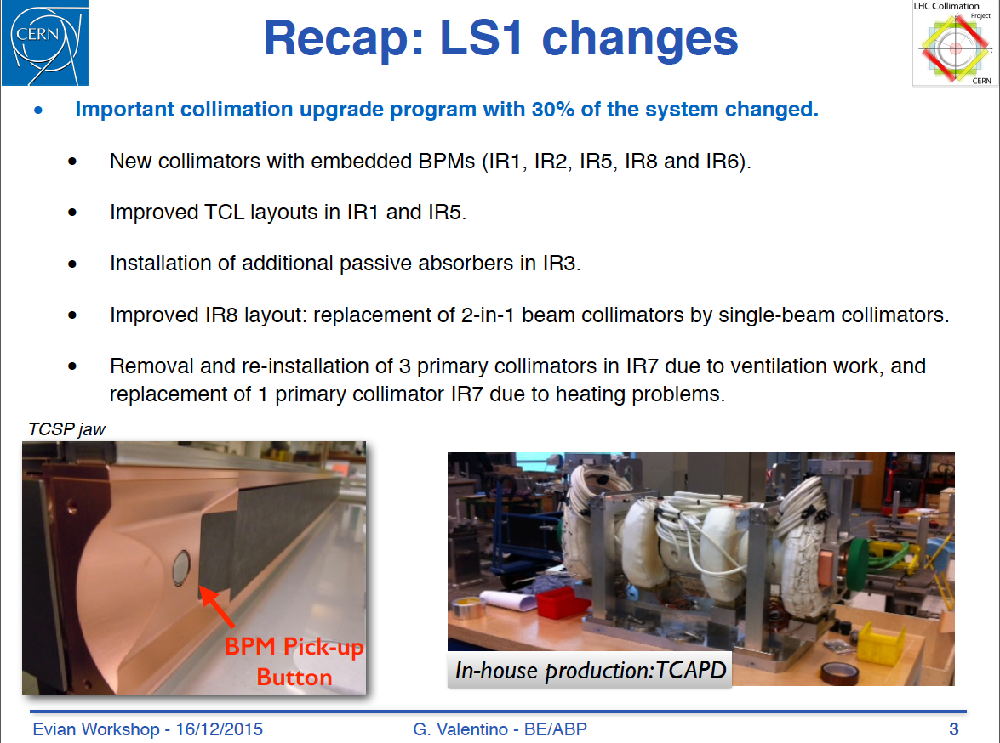 CERN
Recap: LS1 changes
LHC Collimation
Project
CERN
• Important collimation upgrade program with 30% of the system changed.
• New collimators with embedded BPMs (IR1, IR2, IR5, IR8 and IR6).
• Improved TCL layouts in IR1 and IR5.
• Installation of additional passive absorbers in IR3.
• Improved IR8 layout: replacement of 2-in-1 beam collimators by single-beam collimators.
• Removal and re-installation of 3 primary collimators in IR7 due to ventilation work, and
replacement of 1 primary collimator IR7 due to heating problems.
TCSP jaw
BPM Pick-up
Button
In-house production:TCAPD
Evian Workshop - 16/12/2015
G. Valentino - BE/ABP
3